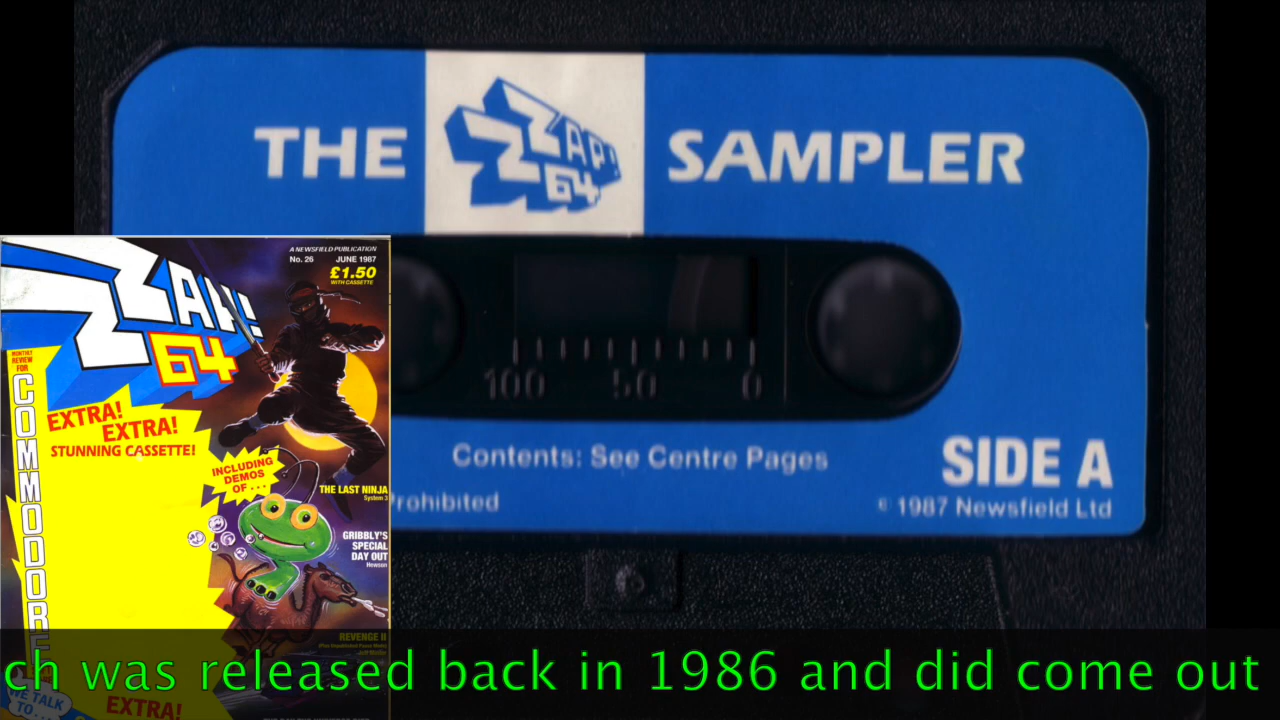 THE ZZAP! 64 SAMPLER
100 50 0
Contents: See Centre Pages
SIDE A
Prohibited
© 1987 Newsfield Ltd
A NEWSFIELD PUBLICATION
No. 26 JUNE 1987
£1.50
WITH CASSETTE
ZZAP!
64
MONTHLY
REVIEW
FOR
COMMODORE
EXTRA!
EXTRA!
STUNNING CASSETTE!
INCLUDING
DEMOS
OF . . .
THE LAST NINJA
System 3
GRIBBLY'S
SPECIAL
DAY OUT
Hewson
REVENGE II
WE TALK
TO . . .
EXTRA!
ch was released back in 1986 and did come out